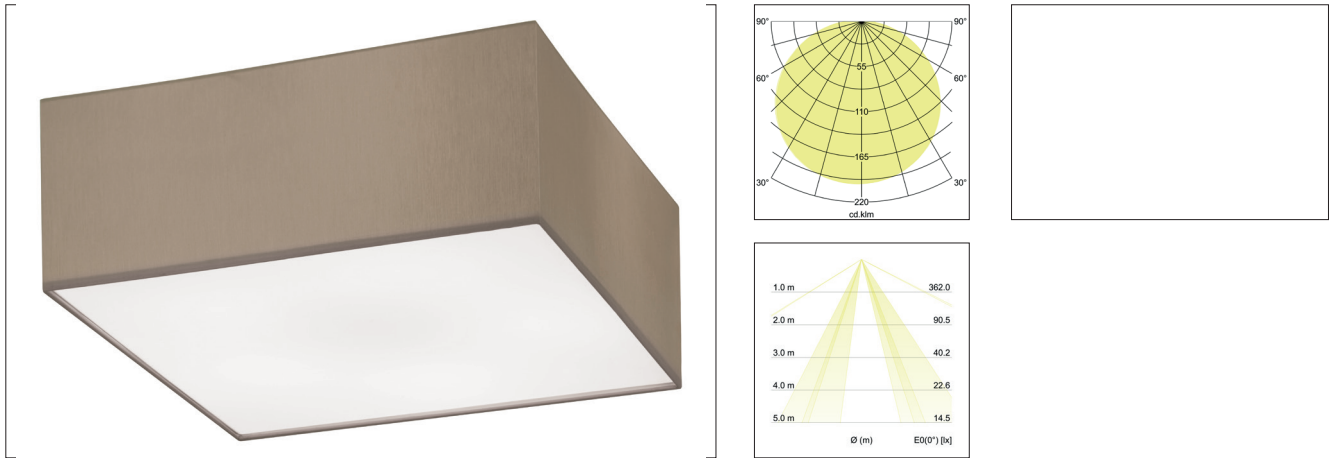 90° 90°
55
60° 60°
110
165
30° 30°
220
cd.klm
1.0 m 362.0
2.0 m 90.5
3.0 m 40.2
4.0 m 22.6
5.0 m 14.5
Ø (m) E0(0°) [lx]